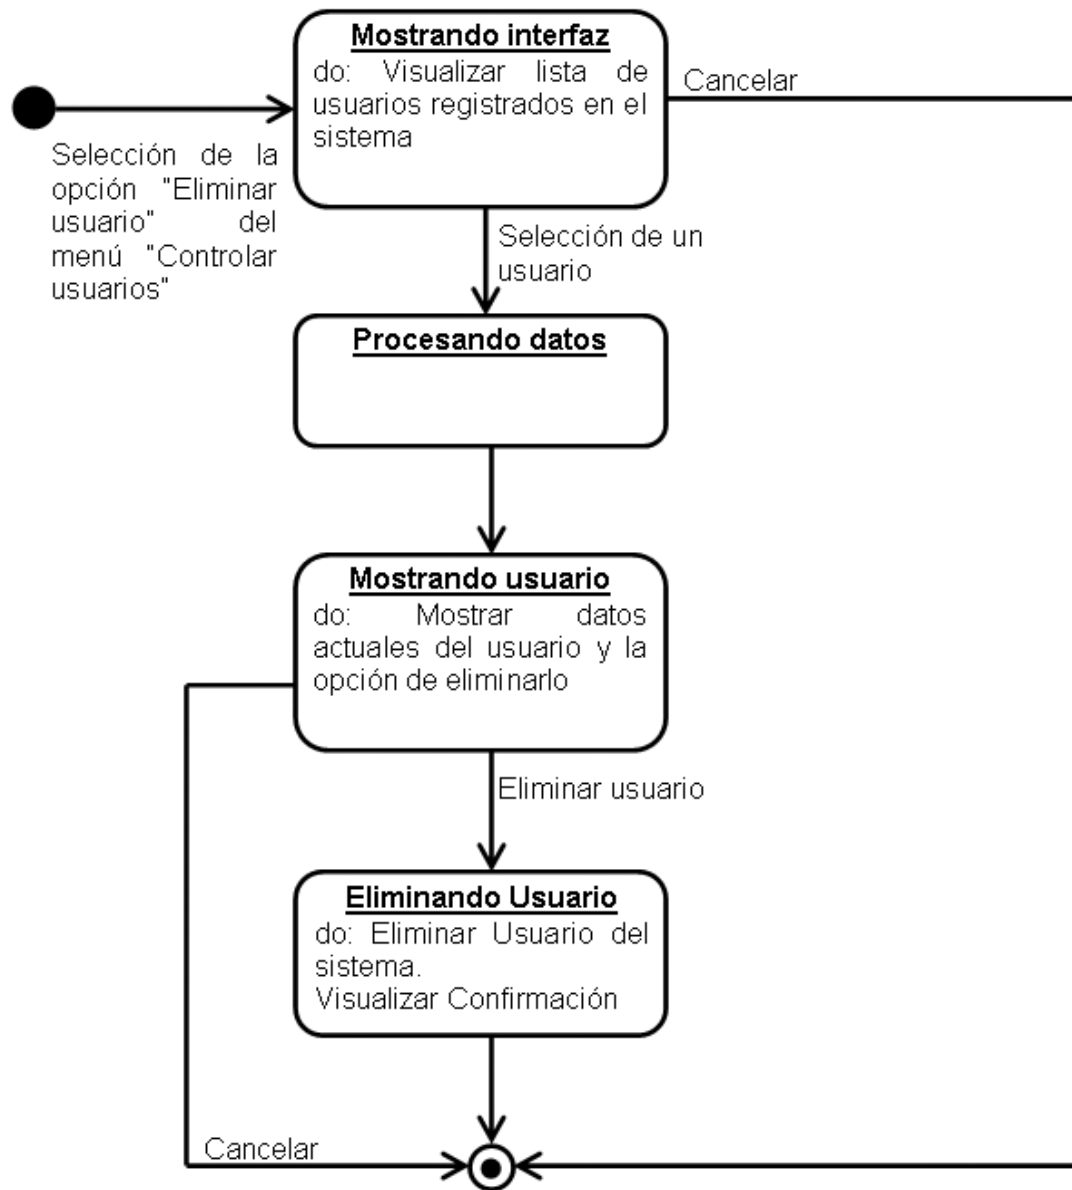 Mostrando interfaz
do: Visualizar lista de
usuarios registrados en el
sistema
Cancelar
Selección de la
opción "Eliminar
usuario" del
menú "Controlar
usuarios"
Selección de un
usuario
Procesando datos
Mostrando usuario
do: Mostrar datos
actuales del usuario y la
opción de eliminarlo
Eliminar usuario
Eliminando Usuario
do: Eliminar Usuario del
sistema.
Visualizar Confirmación
Cancelar